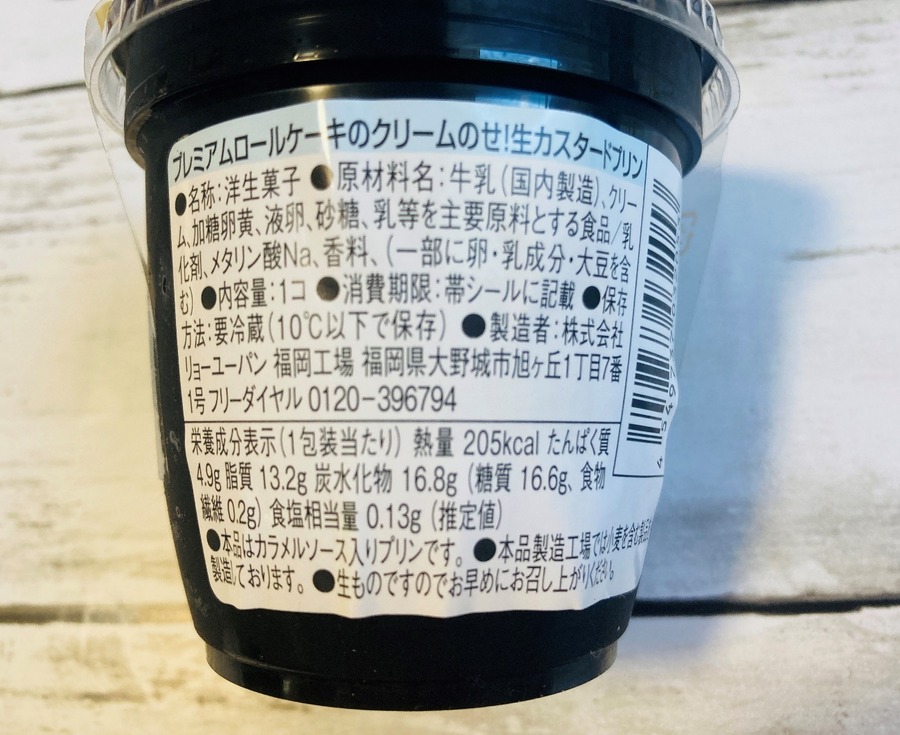 プレミアムロールケーキのクリームのせ!生カスタードプリン
●名称:洋生菓子 ●原材料名:牛乳(国内製造)、クリー
ム、加糖卵黄、液卵、砂糖、乳等を主要原料とする食品/乳
化剤、メタリン酸Na、香料、(一部に卵・乳成分・大豆を含
む) ●内容量:1コ ●消費期限:帯シールに記載 ●保存
方法:要冷蔵(10℃以下で保存) ●製造者:株式会社
リョーユーパン 福岡工場 福岡県大野城市旭ヶ丘1丁目7番
1号 フリーダイヤル 0120-396794
栄養成分表示(1包装当たり) 熱量 205kcal たんぱく質
4.9g 脂質 13.2g 炭水化物 16.8g (糖質 16.6g、食物
繊維 0.2g) 食塩相当量 0.13g (推定値)
●本品はカラメルソース入りプリンです。 ●本品製造工場では小麦を含む製品も
製造しております。 ●生ものですのでお早めにお召し上がりください。